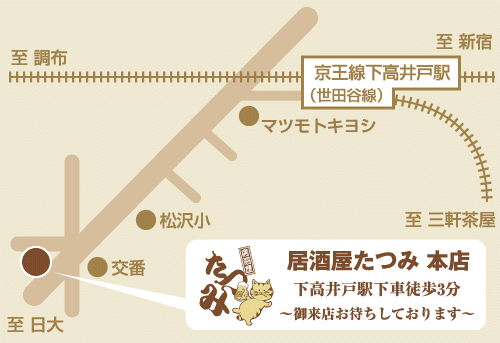 至 調布
至 新宿
京王線下高井戸駅
(世田谷線)
マツモトキヨシ
松沢小
至 三軒茶屋
交番
至 日大
居酒屋
たつみ
居酒屋たつみ 本店
下高井戸駅下車徒歩3分
〜御来店お待ちしております〜